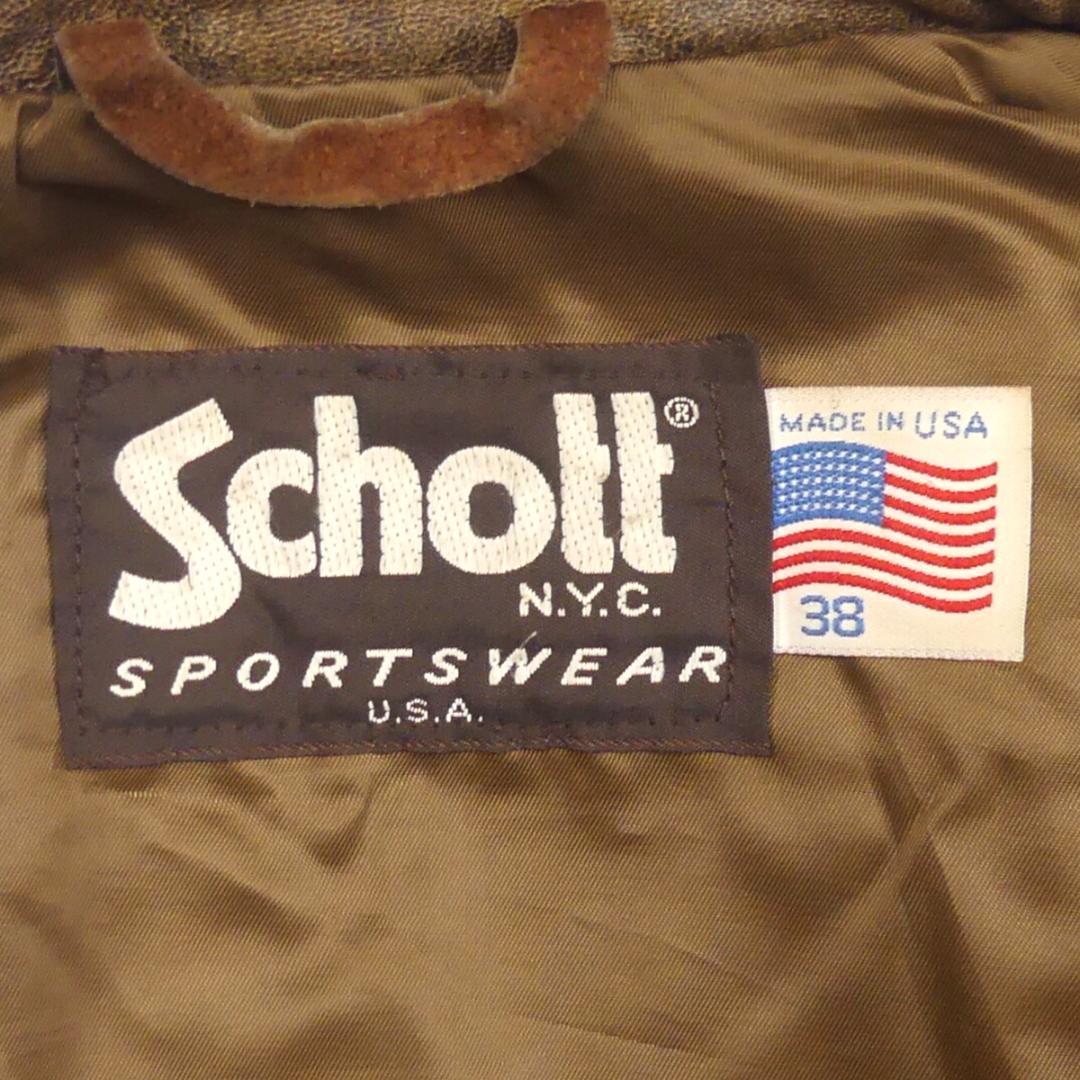 Schott®
N.Y.C.
SPORTSWEAR
U.S.A.
MADE IN USA
38